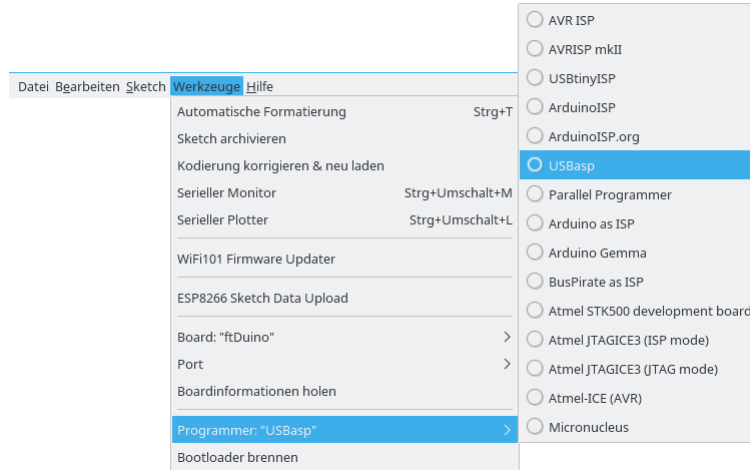 Datei Bearbeiten Sketch Werkzeuge Hilfe
Automatische Formatierung Strg+T
Sketch archivieren
Kodierung korrigieren & neu laden
Serieller Monitor Strg+Umschalt+M
Serieller Plotter Strg+Umschalt+L
WiFi101 Firmware Updater
ESP8266 Sketch Data Upload
Board: "ftDuino"
Port
Boardinformationen holen
Programmer: "USBasp"
Bootloader brennen
AVR ISP
AVRISP mkII
USBtinyISP
ArduinoISP
ArduinoISP.org
USBasp
Parallel Programmer
Arduino as ISP
Arduino Gemma
BusPirate as ISP
Atmel STK500 development board
Atmel JTAGICE3 (ISP mode)
Atmel JTAGICE3 (JTAG mode)
Atmel-ICE (AVR)
Micronucleus